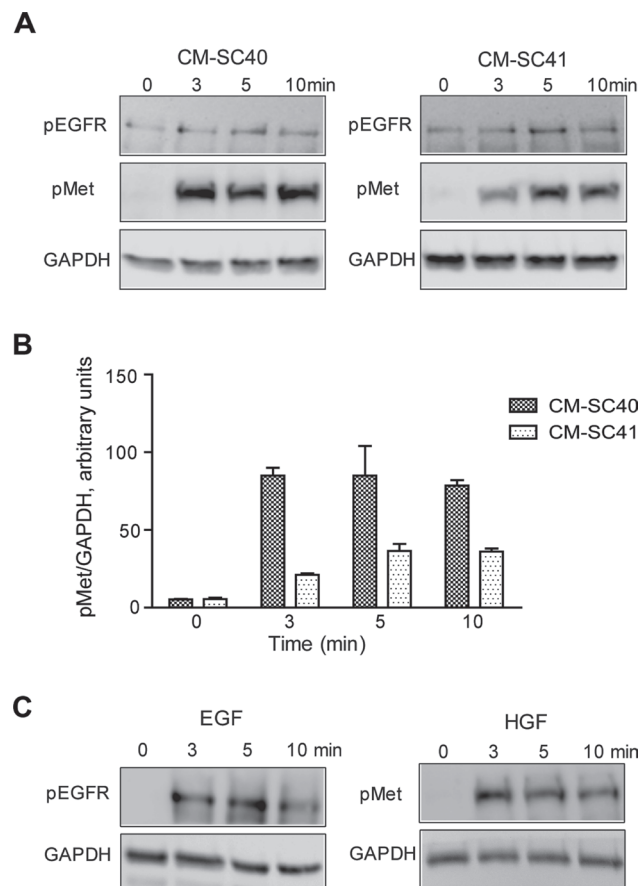 A
CM-SC40
0 3 5 10min
pEGFR
pMet
GAPDH
CM-SC41
0 3 5 10min
pEGFR
pMet
GAPDH
B
pMet/GAPDH, arbitrary units
150
100
50
0
0 3 5 10
Time (min)
CM-SC40
CM-SC41
C
EGF
0 3 5 10 min
pEGFR
GAPDH
HGF
0 3 5 10 min
pMet
GAPDH